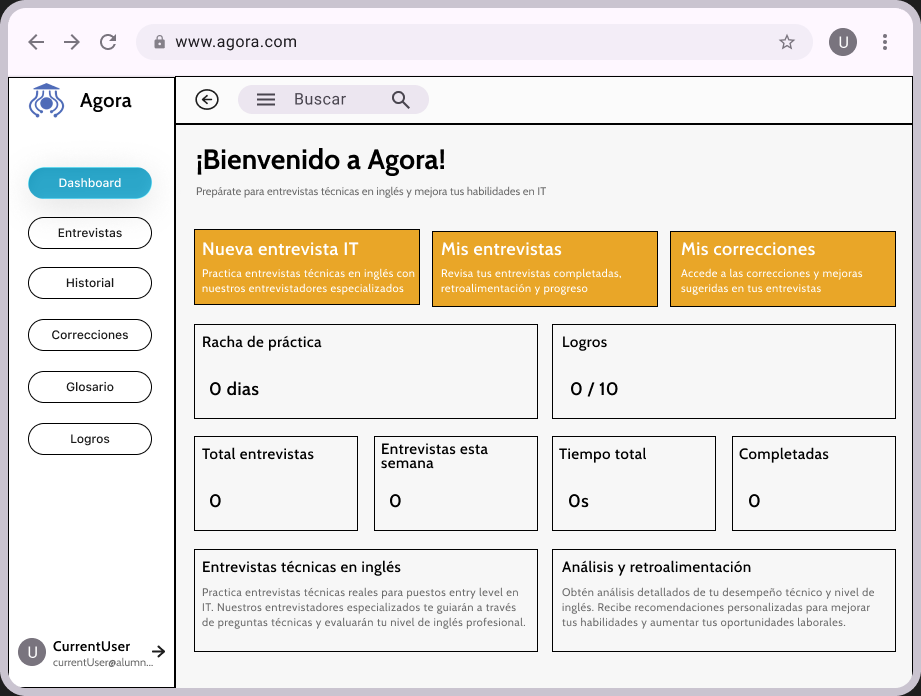 www.agora.com
U
Agora
Buscar
Dashboard
Entrevistas
Historial
Correcciones
Glosario
Logros
U
CurrentUser
currentUser@alumn...
¡Bienvenido a Agora!
Prepárate para entrevistas técnicas en inglés y mejora tus habilidades en IT
Nueva entrevista IT
Practica entrevistas técnicas en inglés con
nuestros entrevistadores especializados
Mis entrevistas
Revisa tus entrevistas completadas,
retroalimentación y progreso
Mis correcciones
Accede a las correcciones y mejoras
sugeridas en tus entrevistas
Racha de práctica
0 dias
Logros
0 / 10
Total entrevistas
0
Entrevistas esta
semana
0
Tiempo total
0s
Completadas
0
Entrevistas técnicas en inglés
Practica entrevistas técnicas reales para puestos entry level en
IT. Nuestros entrevistadores especializados te guiarán a través
de preguntas técnicas y evaluarán tu nivel de inglés profesional.
Análisis y retroalimentación
Obtén análisis detallados de tu desempeño técnico y nivel de
inglés. Recibe recomendaciones personalizadas para mejorar
tus habilidades y aumentar tus oportunidades laborales.